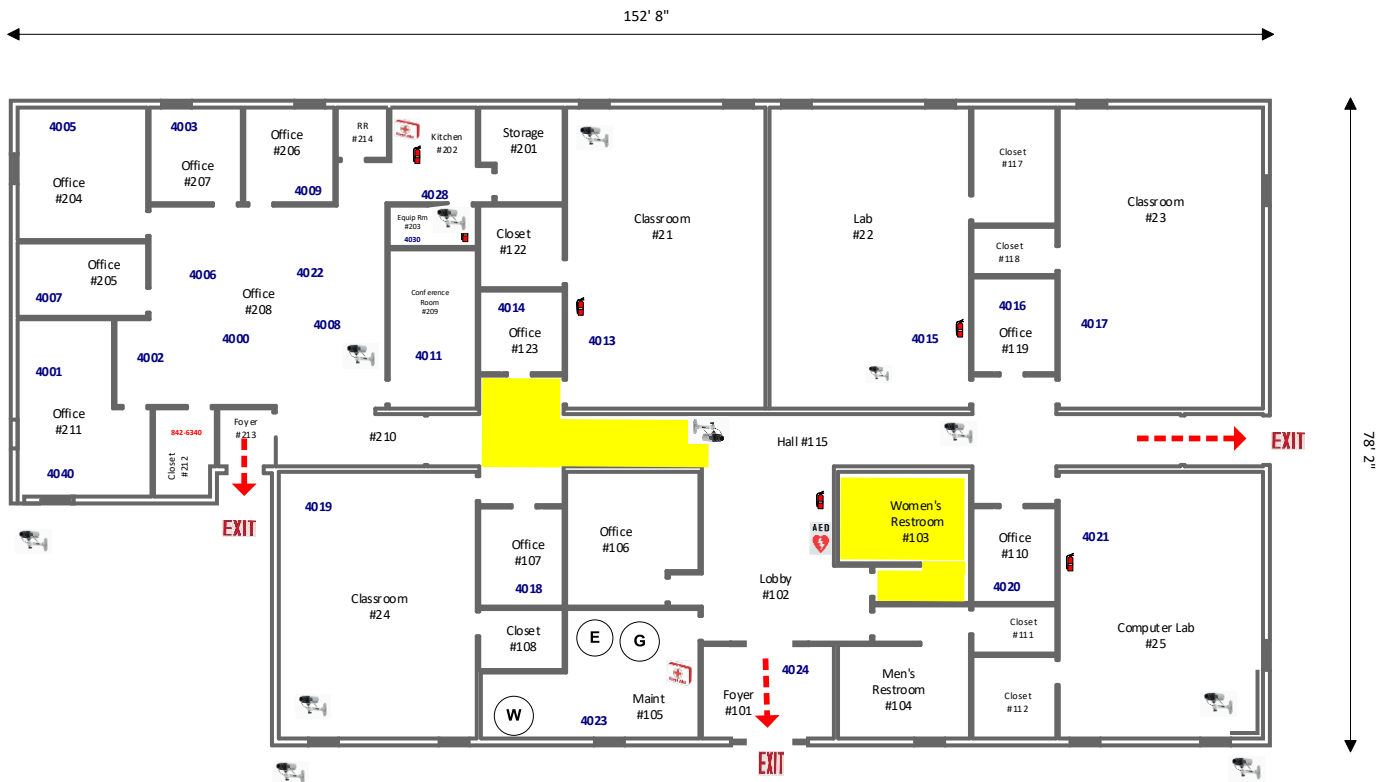 152' 8"
78' 2"
4005
Office
#204
4003
Office
#207
Office
#206
4009
RR
#214
First Aid
Kitchen
#202
4028
Storage
#201
Equip Rm
#203
4030
Closet
#122
Classroom
#21
4013
Lab
#22
4015
Closet
#117
Closet
#118
4016
Office
#119
Classroom
#23
4017
Office
#205
4007
4006
4022
Office
#208
4008
4000
4002
Conference
Room
#209
4011
4014
Office
#123
4001
Office
#211
4040
842-6340
Closet
#212
Foyer
#213
EXIT
#210
Hall #115
EXIT
4019
Classroom
#24
Office
#107
4018
Office
#106
Closet
#108
E
G
W
First Aid
Maint
#105
4023
AED
Lobby
#102
Women's
Restroom
#103
Office
#110
4020
4021
Computer Lab
#25
Closet
#111
Closet
#112
Men's
Restroom
#104
4024
Foyer
#101
EXIT